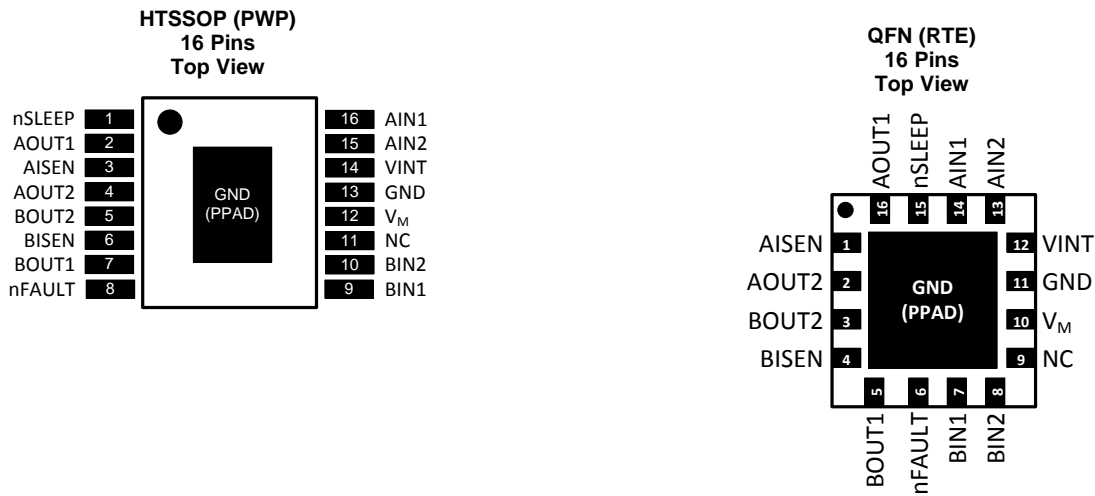 HTSSOP (PWP)
16 Pins
Top View
nSLEEP 1 16 AIN1
AOUT1 2 15 AIN2
AISEN 3 14 VINT
AOUT2 4 GND 13 GND
BOUT2 5 (PPAD) 12 VM
BISEN 6 11 NC
BOUT1 7 10 BIN2
nFAULT 8 9 BIN1
QFN (RTE)
16 Pins
Top View
AOUT1 nSLEEP AIN1 AIN2
16 15 14 13
AISEN 1 12 VINT
AOUT2 2 GND 11 GND
BOUT2 3 (PPAD) 10 VM
BISEN 4 9 NC
5 6 7 8
BOUT1 nFAULT BIN1 BIN2